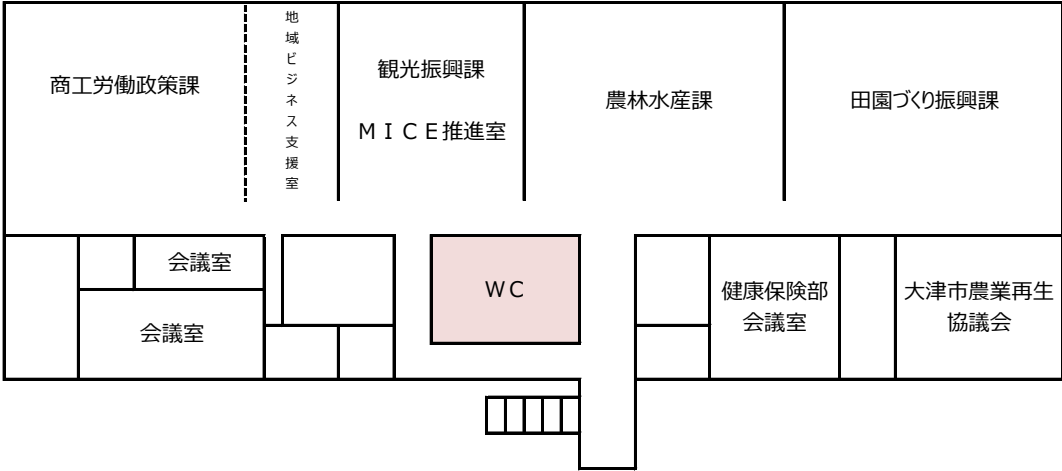 商工労働政策課
地域ビジネス支援室
観光振興課
ＭＩＣＥ推進室
農林水産課
田園づくり振興課
会議室
会議室
ＷＣ
健康保険部
会議室
大津市農業再生
協議会